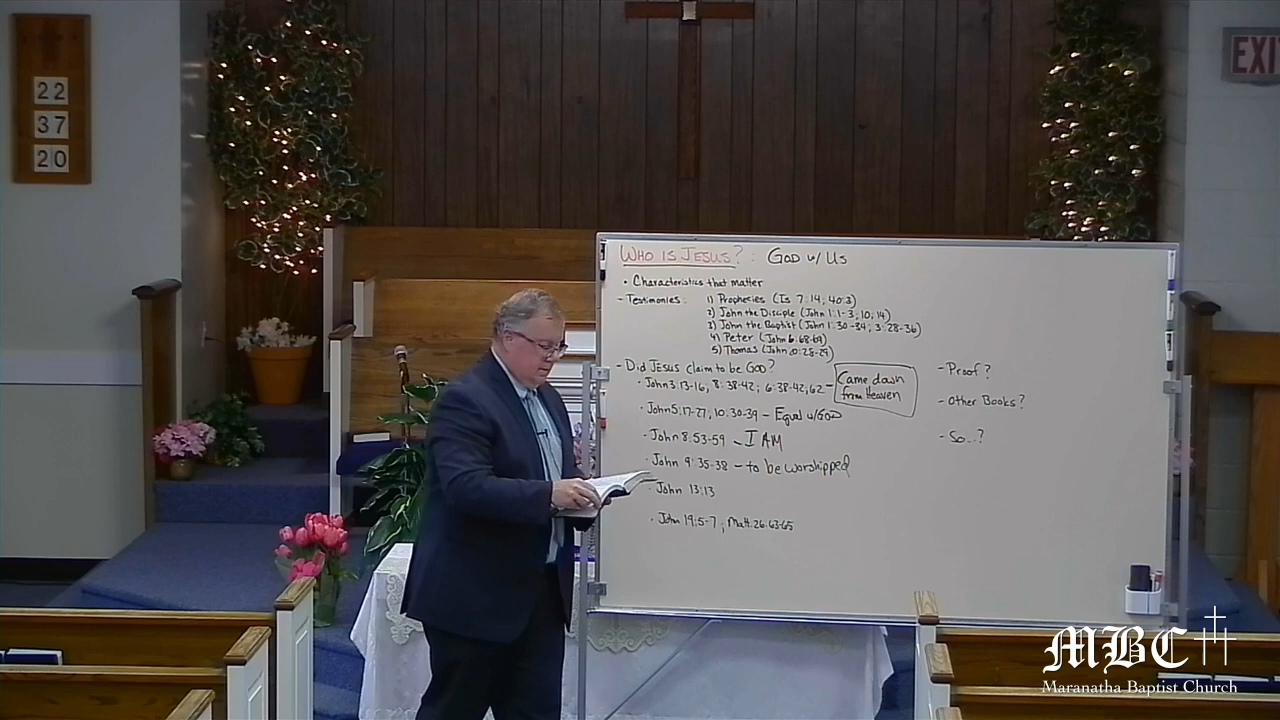 22
37
20
EXI
WHO IS JESUS? : GOD w/ US
• Characteristics that matter
- Testimonies: 1) Prophecies (Is 7:14; 40:3)
2) John the Disciple (John 1:1-3, 10, 14)
3) John the Baptist (John 1:30-34; 3:28-36)
4) Peter (John 6:68-69)
5) Thomas (John 20:28-29)
- Did Jesus claim to be GOD?
• John 3:13-16, 8:38-42; 6:38-42, 62 - Came down from Heaven
• John 5:17-27, 10:30-39 - Equal w/GOD
• John 8:53-59 - I AM
• John 9:35-38 - to be worshipped
• John 13:13
• John 19:5-7; Matt. 26:63-65
- Proof?
- Other Books?
- So...?
MBC
Maranatha Baptist Church